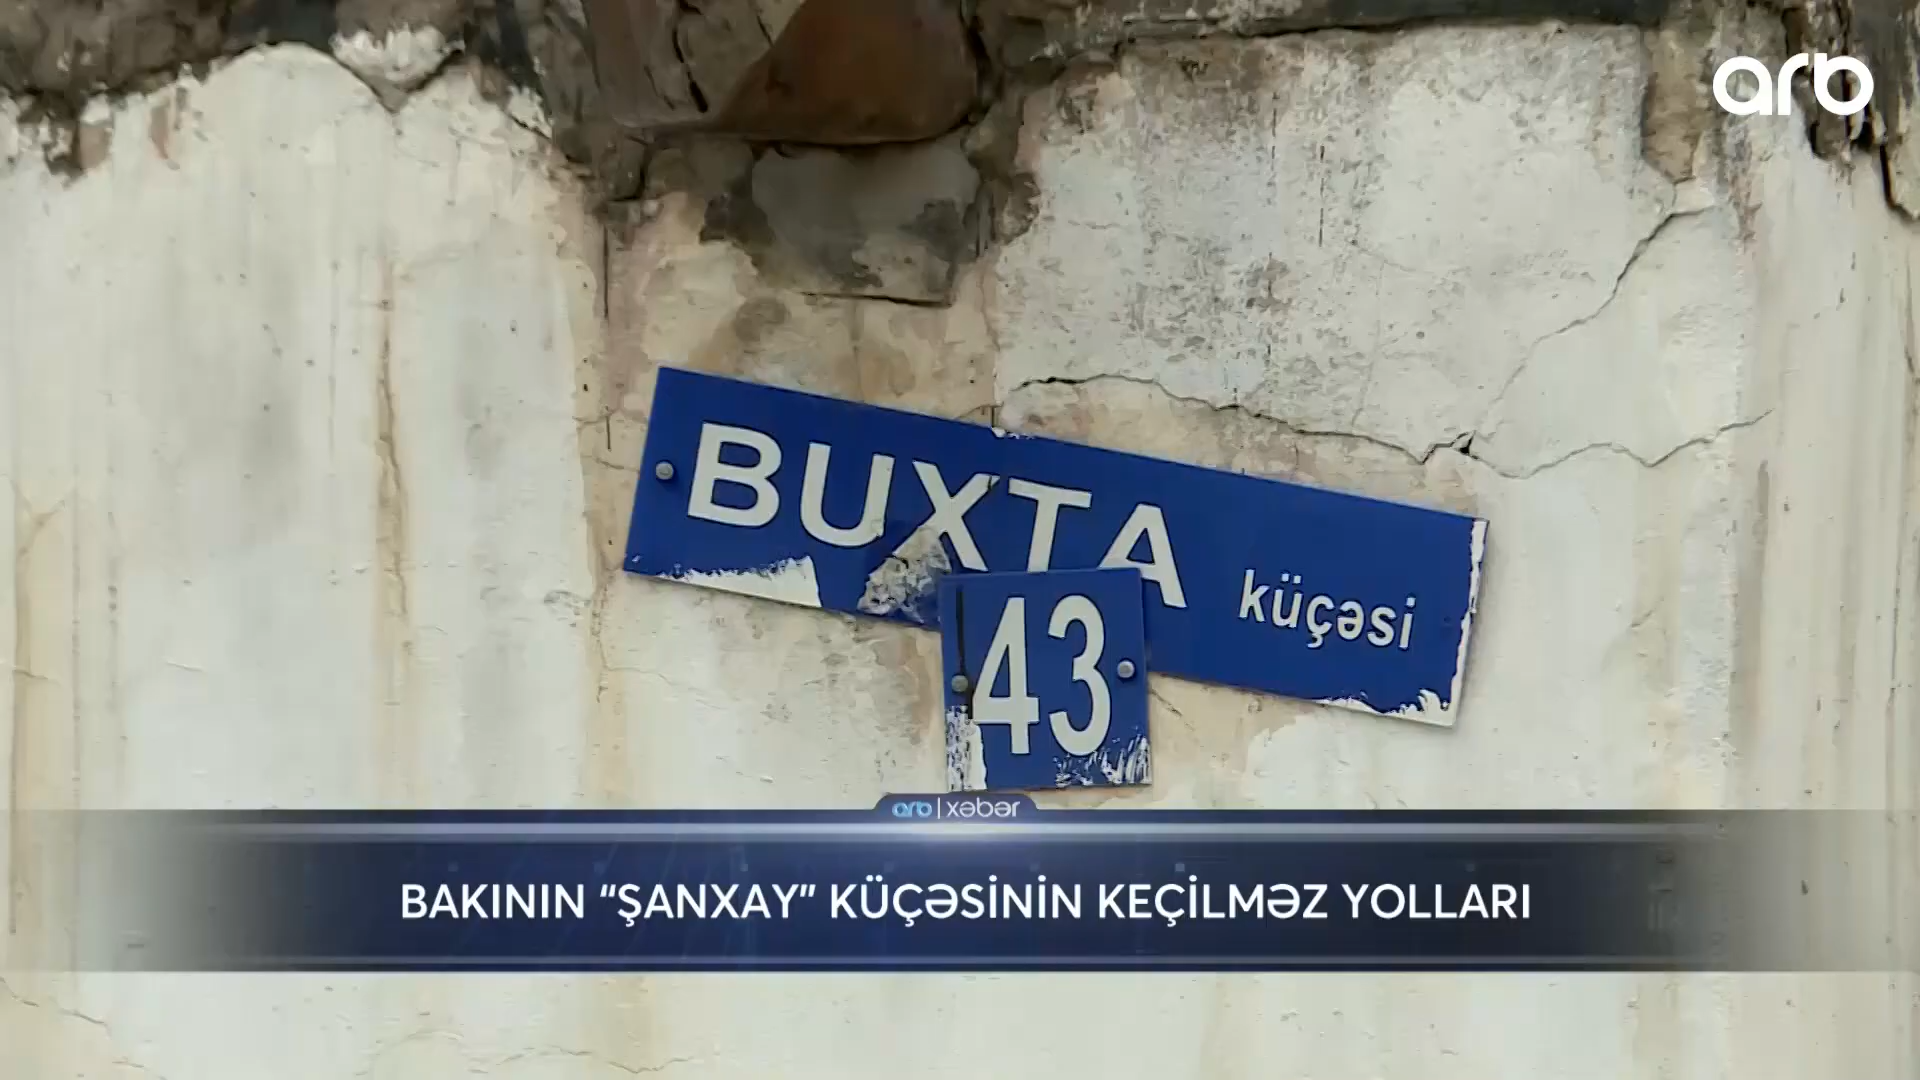 arb
BUXTA küçəsi
43
arb | xəbər
BAKININ “ŞANXAY” KÜÇƏSİNİN KEÇİLMƏZ YOLLARI